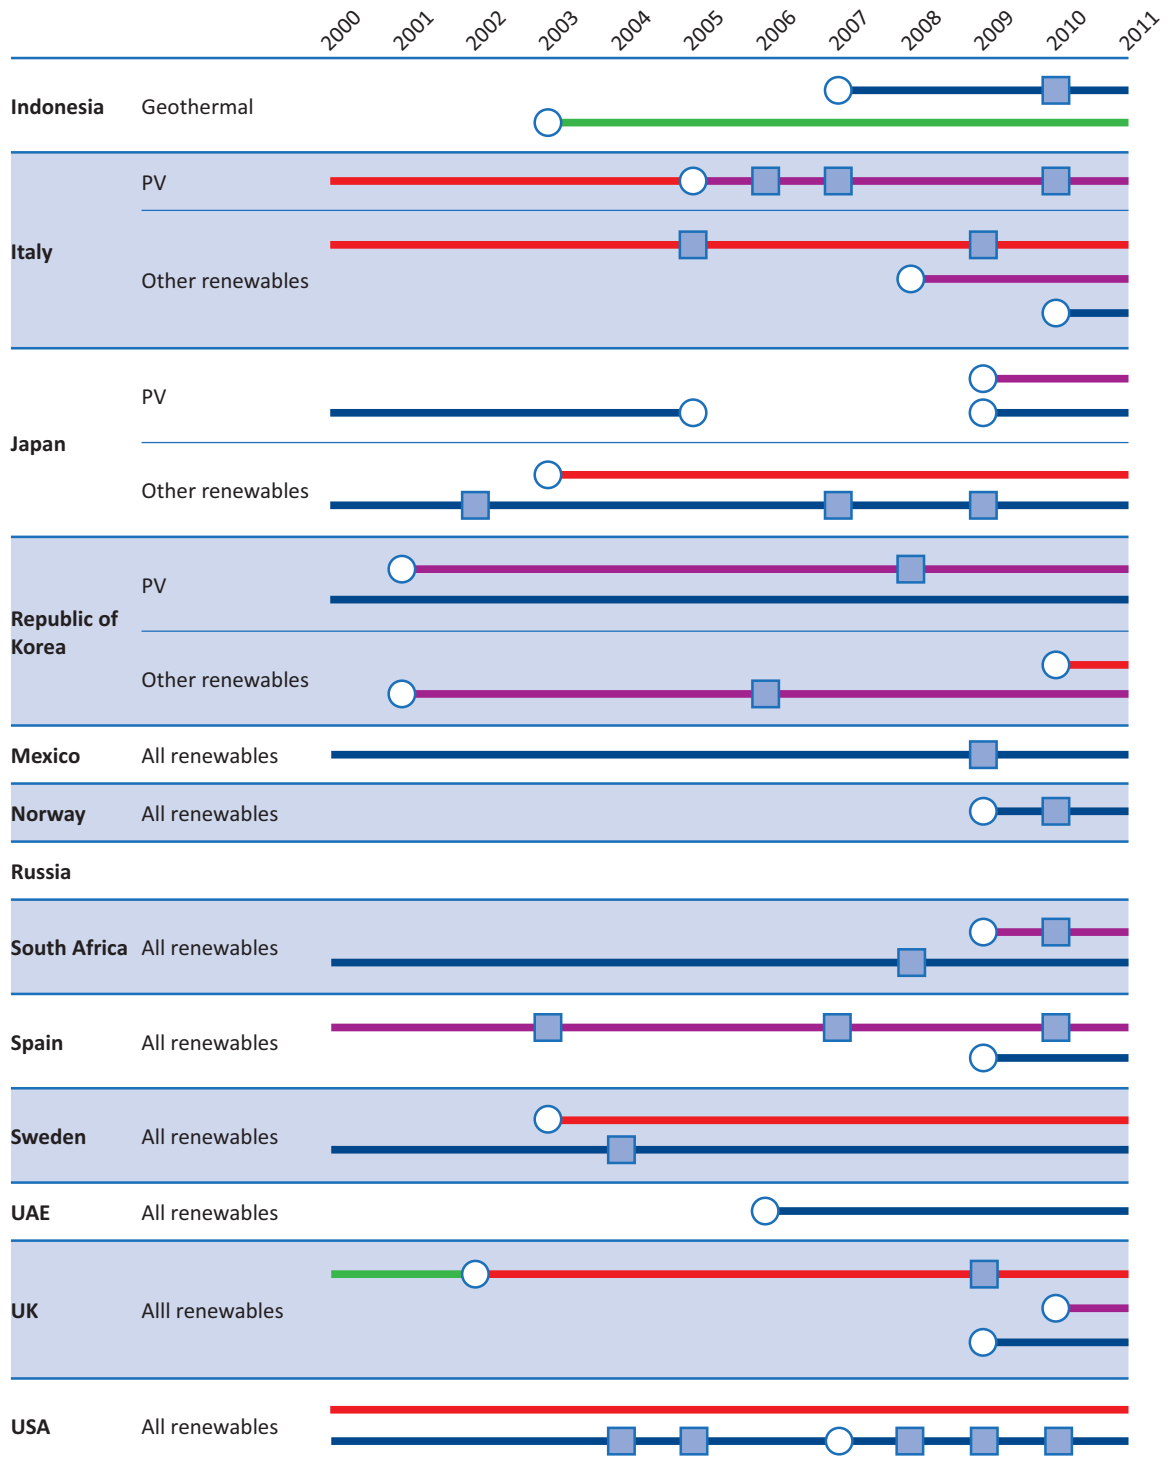 2000 2001 2002 2003 2004 2005 2006 2007 2008 2009 2010 2011
Indonesia Geothermal
PV
Italy
Other renewables
PV
Japan
Other renewables
PV
Republic of
Korea
Other renewables
Mexico All renewables
Norway All renewables
Russia
South Africa All renewables
Spain All renewables
Sweden All renewables
UAE All renewables
UK Alll renewables
USA All renewables